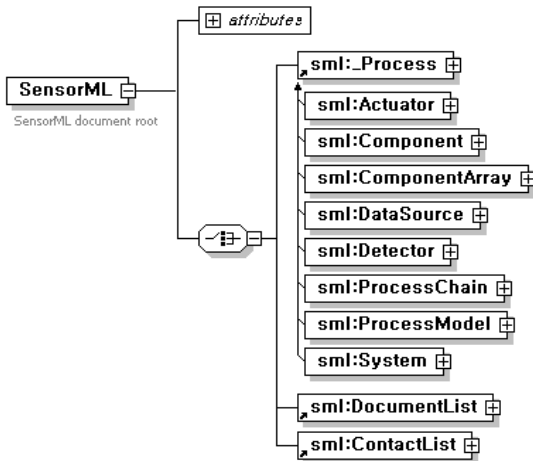 attributes
sml:_Process
SensorML
SensorML document root
sml:Actuator
sml:Component
sml:ComponentArray
sml:DataSource
sml:Detector
sml:ProcessChain
sml:ProcessModel
sml:System
sml:DocumentList
sml:ContactList